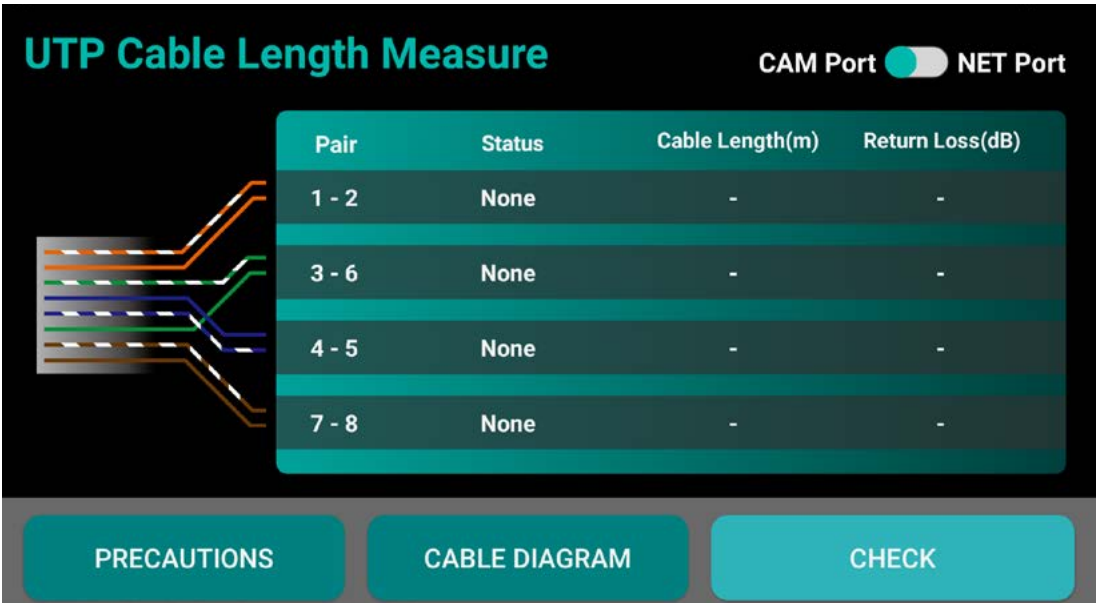 UTP Cable Length Measure
CAM Port NET Port
Pair Status Cable Length(m) Return Loss(dB)
1 - 2 None - -
3 - 6 None - -
4 - 5 None - -
7 - 8 None - -
PRECAUTIONS CABLE DIAGRAM CHECK